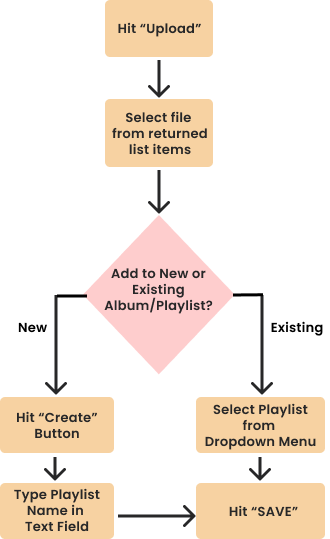 Hit “Upload”
Select file
from returned
list items
Add to New or
Existing
Album/Playlist?
New
Existing
Hit “Create”
Button
Select Playlist
from
Dropdown Menu
Type Playlist
Name in
Text Field
Hit “SAVE”